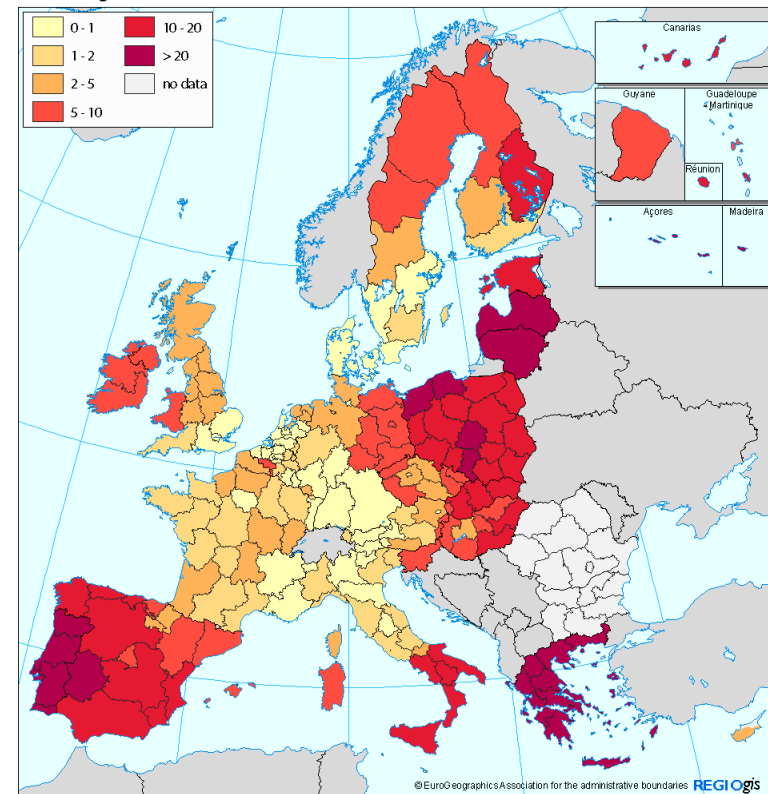 0 - 1
1 - 2
2 - 5
5 - 10
10 - 20
> 20
no data
Canarias
Guyane
Guadeloupe
Martinique
Réunion
Açores
Madeira
© EuroGeographics Association for the administrative boundaries REGIOgis